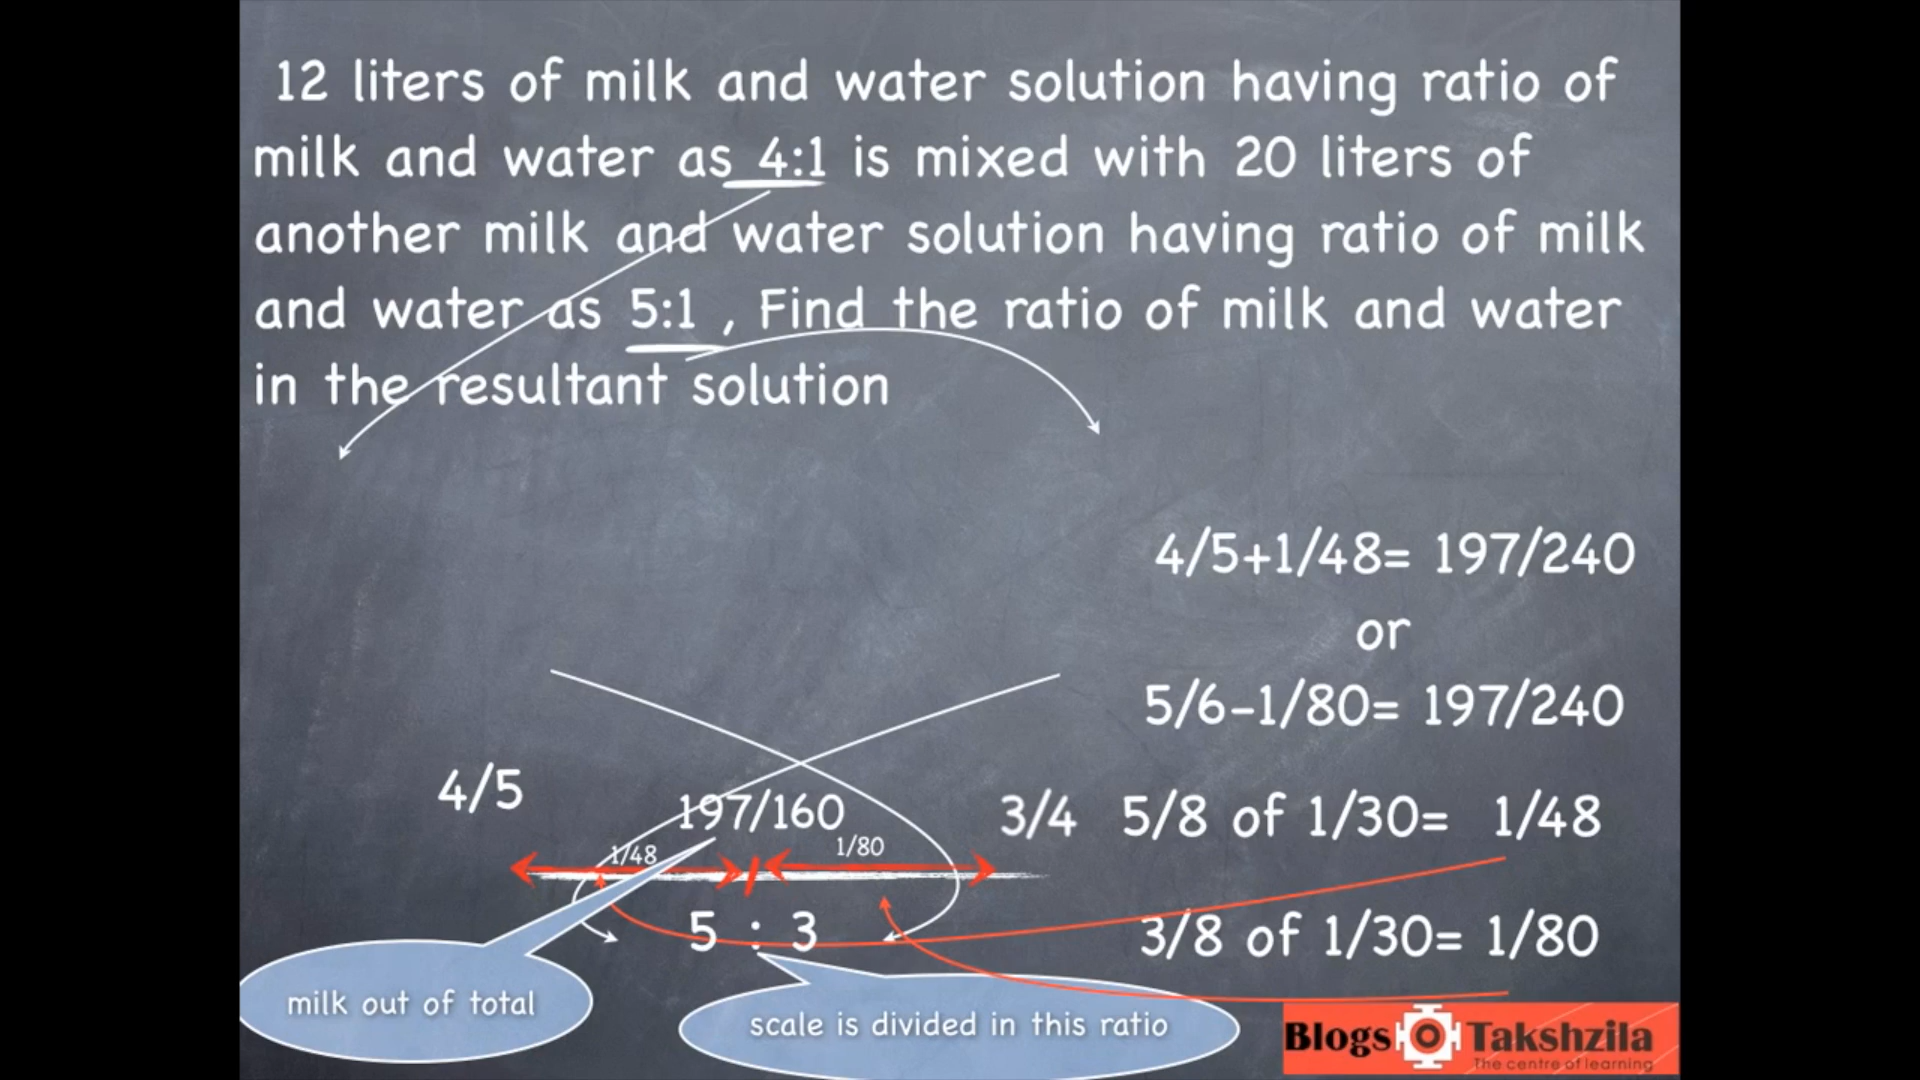 12 liters of milk and water solution having ratio of
milk and water as 4:1 is mixed with 20 liters of
another milk and water solution having ratio of milk
and water as 5:1 , Find the ratio of milk and water
in the resultant solution
4/5+1/48= 197/240
or
5/6-1/80= 197/240
4/5
197/160
3/4
5/8 of 1/30= 1/48
1/48
1/80
5 : 3
3/8 of 1/30= 1/80
milk out of total
scale is divided in this ratio
Blogs Takshzila
The centre of learning